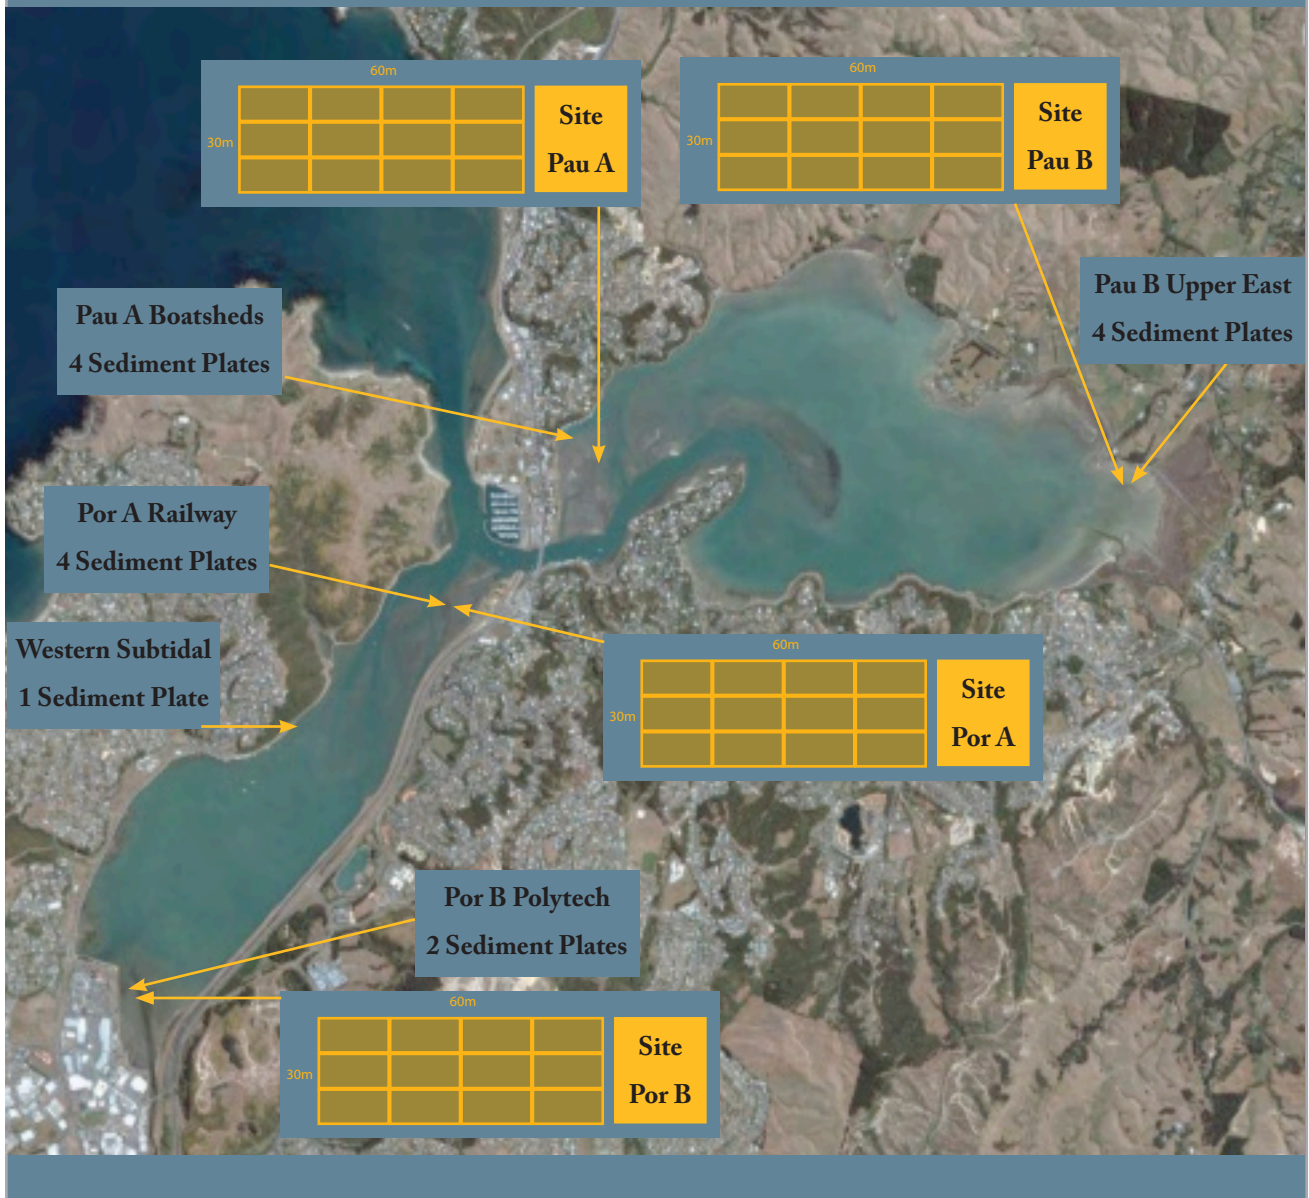 60m
30m
Site
Pau A
60m
30m
Site
Pau B
Pau B Upper East
4 Sediment Plates
Pau A Boatsheds
4 Sediment Plates
Por A Railway
4 Sediment Plates
Western Subtidal
1 Sediment Plate
60m
30m
Site
Por A
Por B Polytech
2 Sediment Plates
60m
30m
Site
Por B